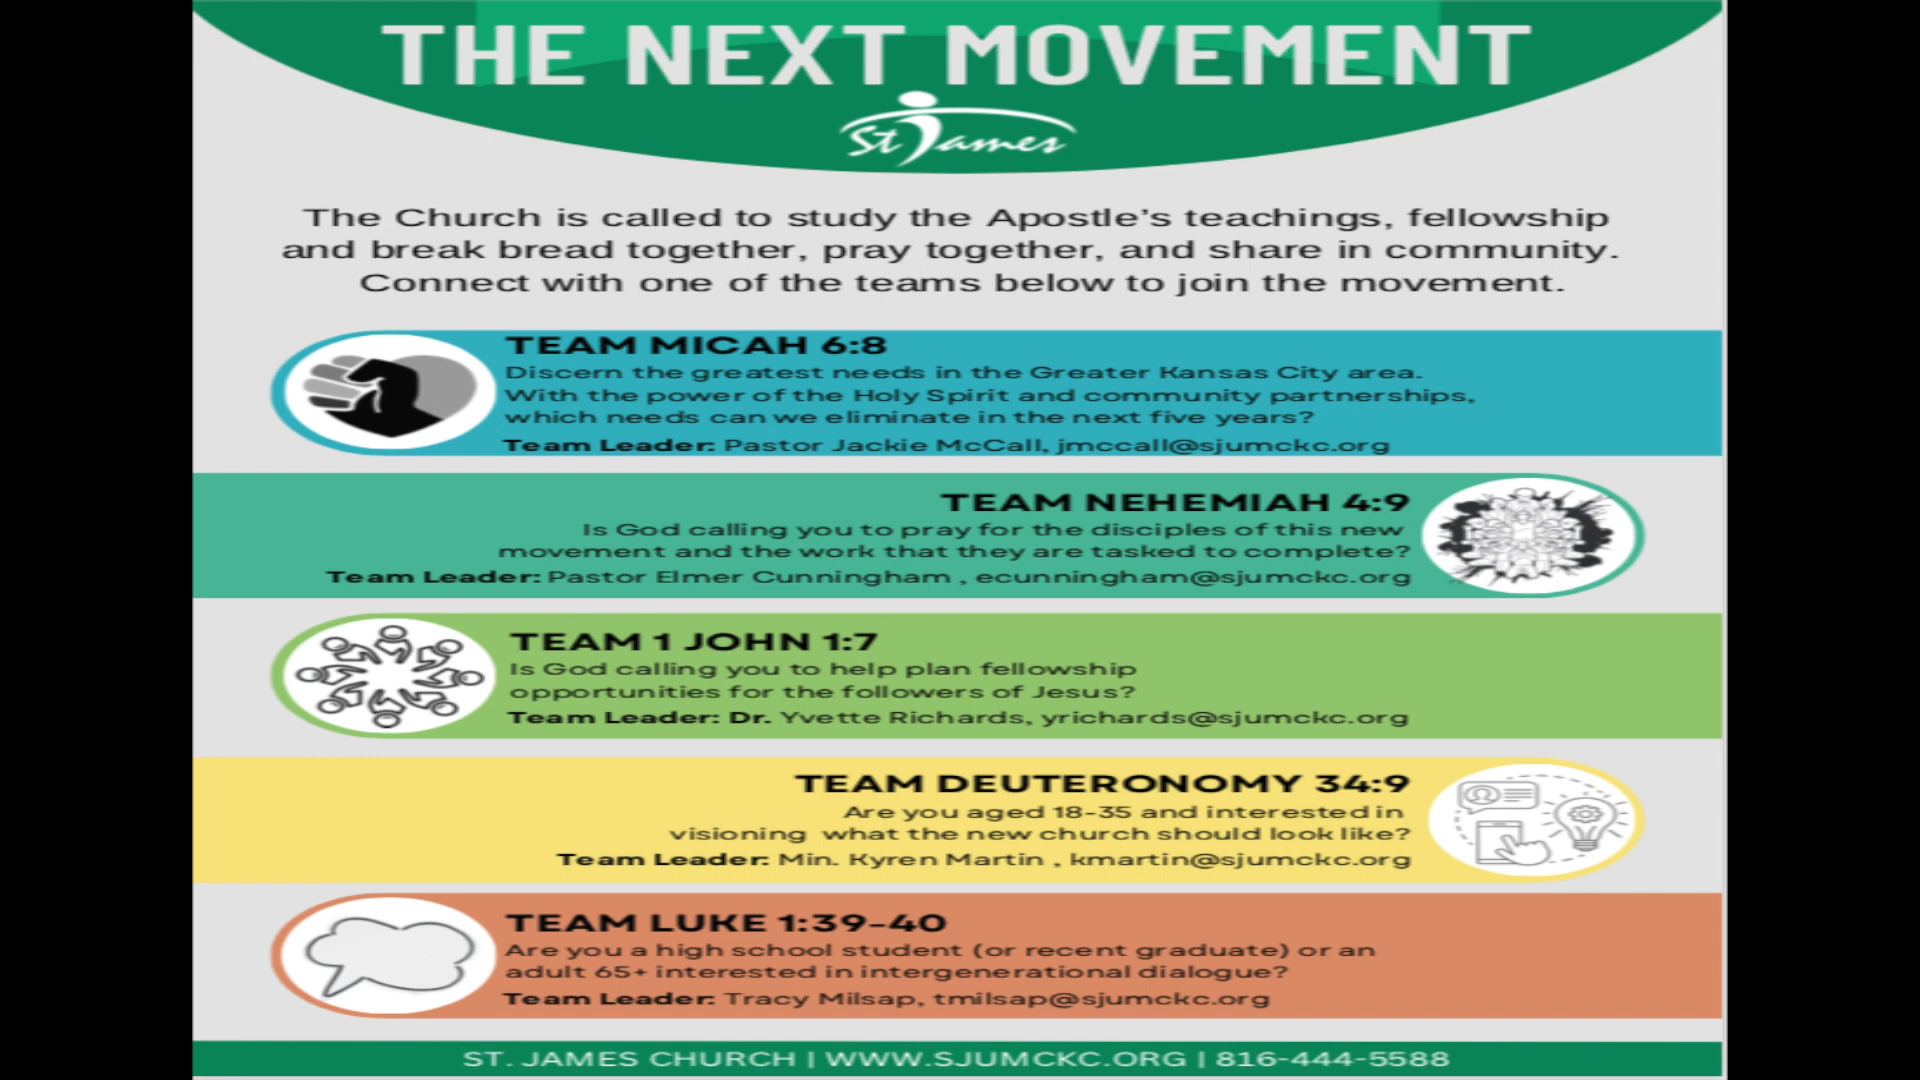 THE NEXT MOVEMENT
St James
The Church is called to study the Apostle's teachings, fellowship
and break bread together, pray together, and share in community.
Connect with one of the teams below to join the movement.
TEAM MICAH 6:8
Discern the greatest needs in the Greater Kansas City area.
With the power of the Holy Spirit and community partnerships,
which needs can we eliminate in the next five years?
Team Leader: Pastor Jackie McCall, jmccall@sjumckc.org
TEAM NEHEMIAH 4:9
Is God calling you to pray for the disciples of this new
movement and the work that they are tasked to complete?
Team Leader: Pastor Elmer Cunningham , ecunningham@sjumckc.org
TEAM 1 JOHN 1:7
Is God calling you to help plan fellowship
opportunities for the followers of Jesus?
Team Leader: Dr. Yvette Richards, yrichards@sjumckc.org
TEAM DEUTERONOMY 34:9
Are you aged 18-35 and interested in
visioning what the new church should look like?
Team Leader: Min. Kyren Martin , kmartin@sjumckc.org
TEAM LUKE 1:39-40
Are you a high school student (or recent graduate) or an
adult 65+ interested in intergenerational dialogue?
Team Leader: Tracy Milsap, tmilsap@sjumckc.org
ST. JAMES CHURCH | WWW.SJUMCKC.ORG | 816-444-5588